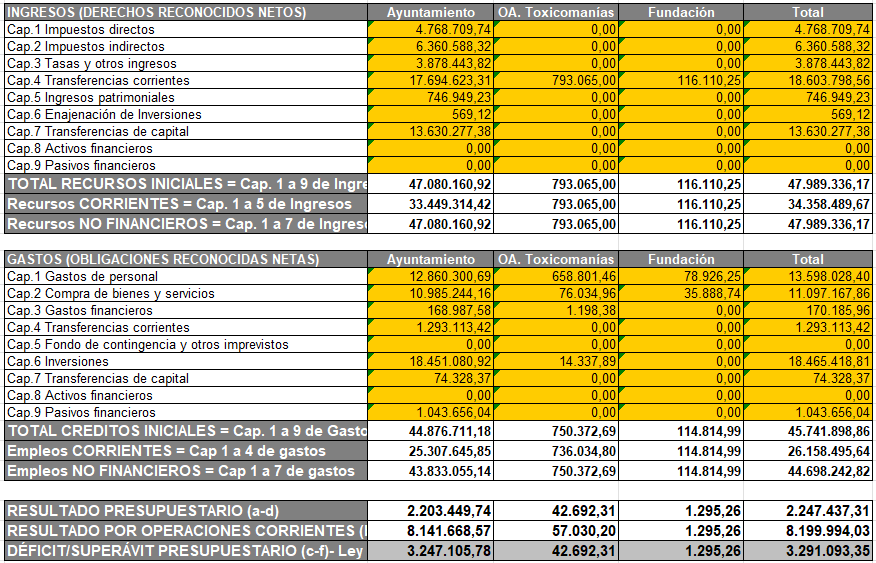 INGRESOS (DERECHOS RECONOCIDOS NETOS) Ayuntamiento OA. Toxicomanías Fundación Total
Cap.1 Impuestos directos 4.768.709,74 0,00 0,00 4.768.709,74
Cap.2 Impuestos indirectos 6.360.588,32 0,00 0,00 6.360.588,32
Cap.3 Tasas y otros ingresos 3.878.443,82 0,00 0,00 3.878.443,82
Cap.4 Transferencias corrientes 17.694.623,31 793.065,00 116.110,25 18.603.798,56
Cap.5 Ingresos patrimoniales 746.949,23 0,00 0,00 746.949,23
Cap.6 Enajenación de Inversiones 569,12 0,00 0,00 569,12
Cap.7 Transferencias de capital 13.630.277,38 0,00 0,00 13.630.277,38
Cap.8 Activos financieros 0,00 0,00 0,00 0,00
Cap.9 Pasivos financieros 0,00 0,00 0,00 0,00
TOTAL RECURSOS INICIALES = Cap. 1 a 9 de Ingre 47.080.160,92 793.065,00 116.110,25 47.989.336,17
Recursos CORRIENTES = Cap. 1 a 5 de Ingresos 33.449.314,42 793.065,00 116.110,25 34.358.489,67
Recursos NO FINANCIEROS = Cap. 1 a 7 de Ingres 47.080.160,92 793.065,00 116.110,25 47.989.336,17
GASTOS (OBLIGACIONES RECONOCIDAS NETAS) Ayuntamiento OA. Toxicomanías Fundación Total
Cap.1 Gastos de personal 12.860.300,69 658.801,46 78.926,25 13.598.028,40
Cap.2 Compra de bienes y servicios 10.985.244,16 76.034,96 35.888,74 11.097.167,86
Cap.3 Gastos financieros 168.987,58 1.198,38 0,00 170.185,96
Cap.4 Transferencias corrientes 1.293.113,42 0,00 0,00 1.293.113,42
Cap.5 Fondo de contingencia y otros imprevistos 0,00 0,00 0,00 0,00
Cap.6 Inversiones 18.451.080,92 14.337,89 0,00 18.465.418,81
Cap.7 Transferencias de capital 74.328,37 0,00 0,00 74.328,37
Cap.8 Activos financieros 0,00 0,00 0,00 0,00
Cap.9 Pasivos financieros 1.043.656,04 0,00 0,00 1.043.656,04
TOTAL CREDITOS INICIALES = Cap. 1 a 9 de Gasto 44.876.711,18 750.372,69 114.814,99 45.741.898,86
Empleos CORRIENTES = Cap 1 a 4 de gastos 25.307.645,85 736.034,80 114.814,99 26.158.495,64
Empleos NO FINANCIEROS = Cap 1 a 7 de gastos 43.833.055,14 750.372,69 114.814,99 44.698.242,82
RESULTADO PRESUPUESTARIO (a-d) 2.203.449,74 42.692,31 1.295,26 2.247.437,31
RESULTADO POR OPERACIONES CORRIENTES ( 8.141.668,57 57.030,20 1.295,26 8.199.994,03
DÉFICIT/SUPERÁVIT PRESUPUESTARIO (c-f)- Ley 3.247.105,78 42.692,31 1.295,26 3.291.093,35